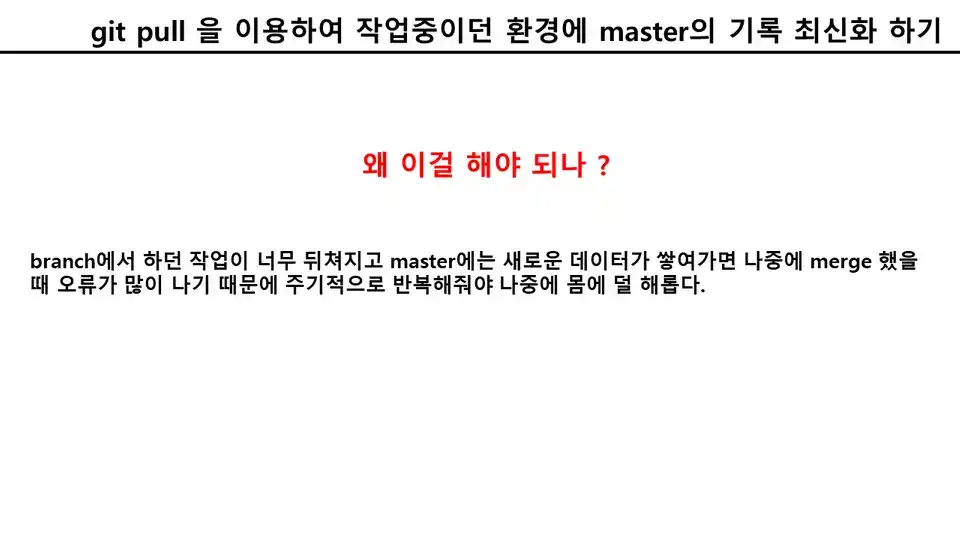 git pull 을 이용하여 작업중이던 환경에 master의 기록 최신화 하기
왜 이걸 해야 되나 ?
branch에서 하던 작업이 너무 뒤쳐지고 master에는 새로운 데이터가 쌓여가면 나중에 merge 했을
때 오류가 많이 나기 때문에 주기적으로 반복해줘야 나중에 몸에 덜 해롭다.